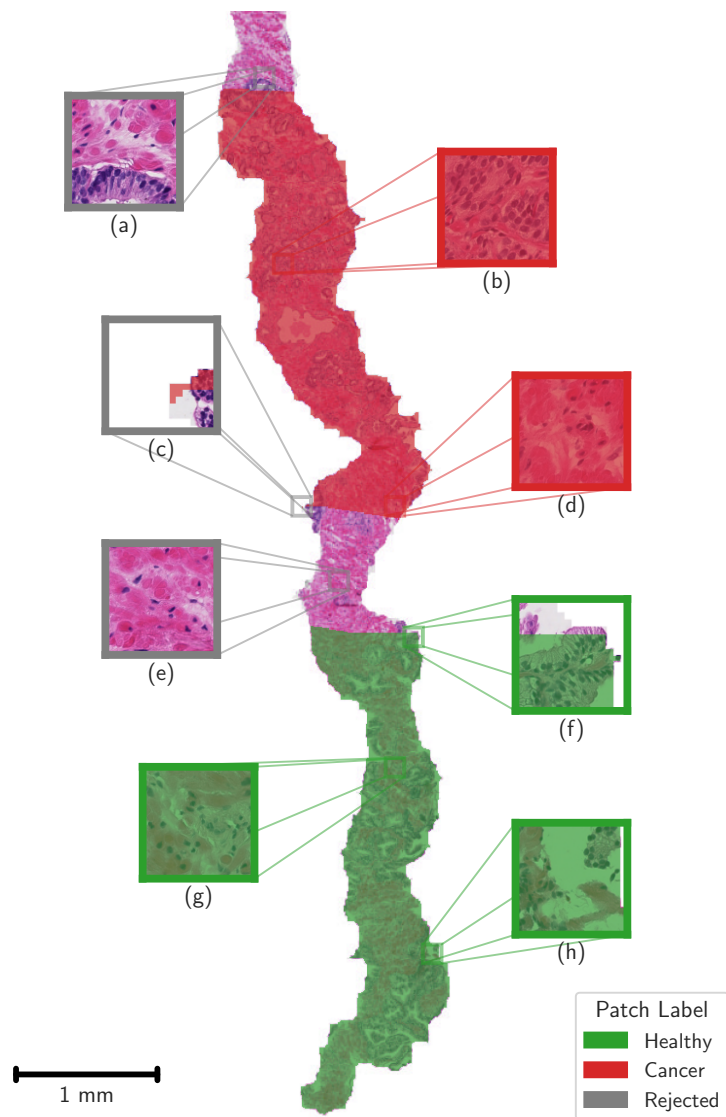 (a)
(b)
(c)
(d)
(e)
(f)
(g)
(h)
1 mm
Patch Label
Healthy
Cancer
Rejected